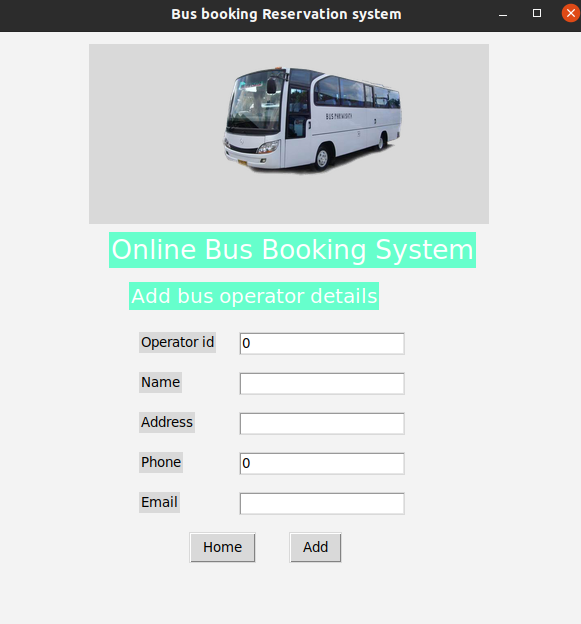 Bus booking Reservation system
Online Bus Booking System
Add bus operator details
Operator id 0
Name
Address
Phone 0
Email
Home Add